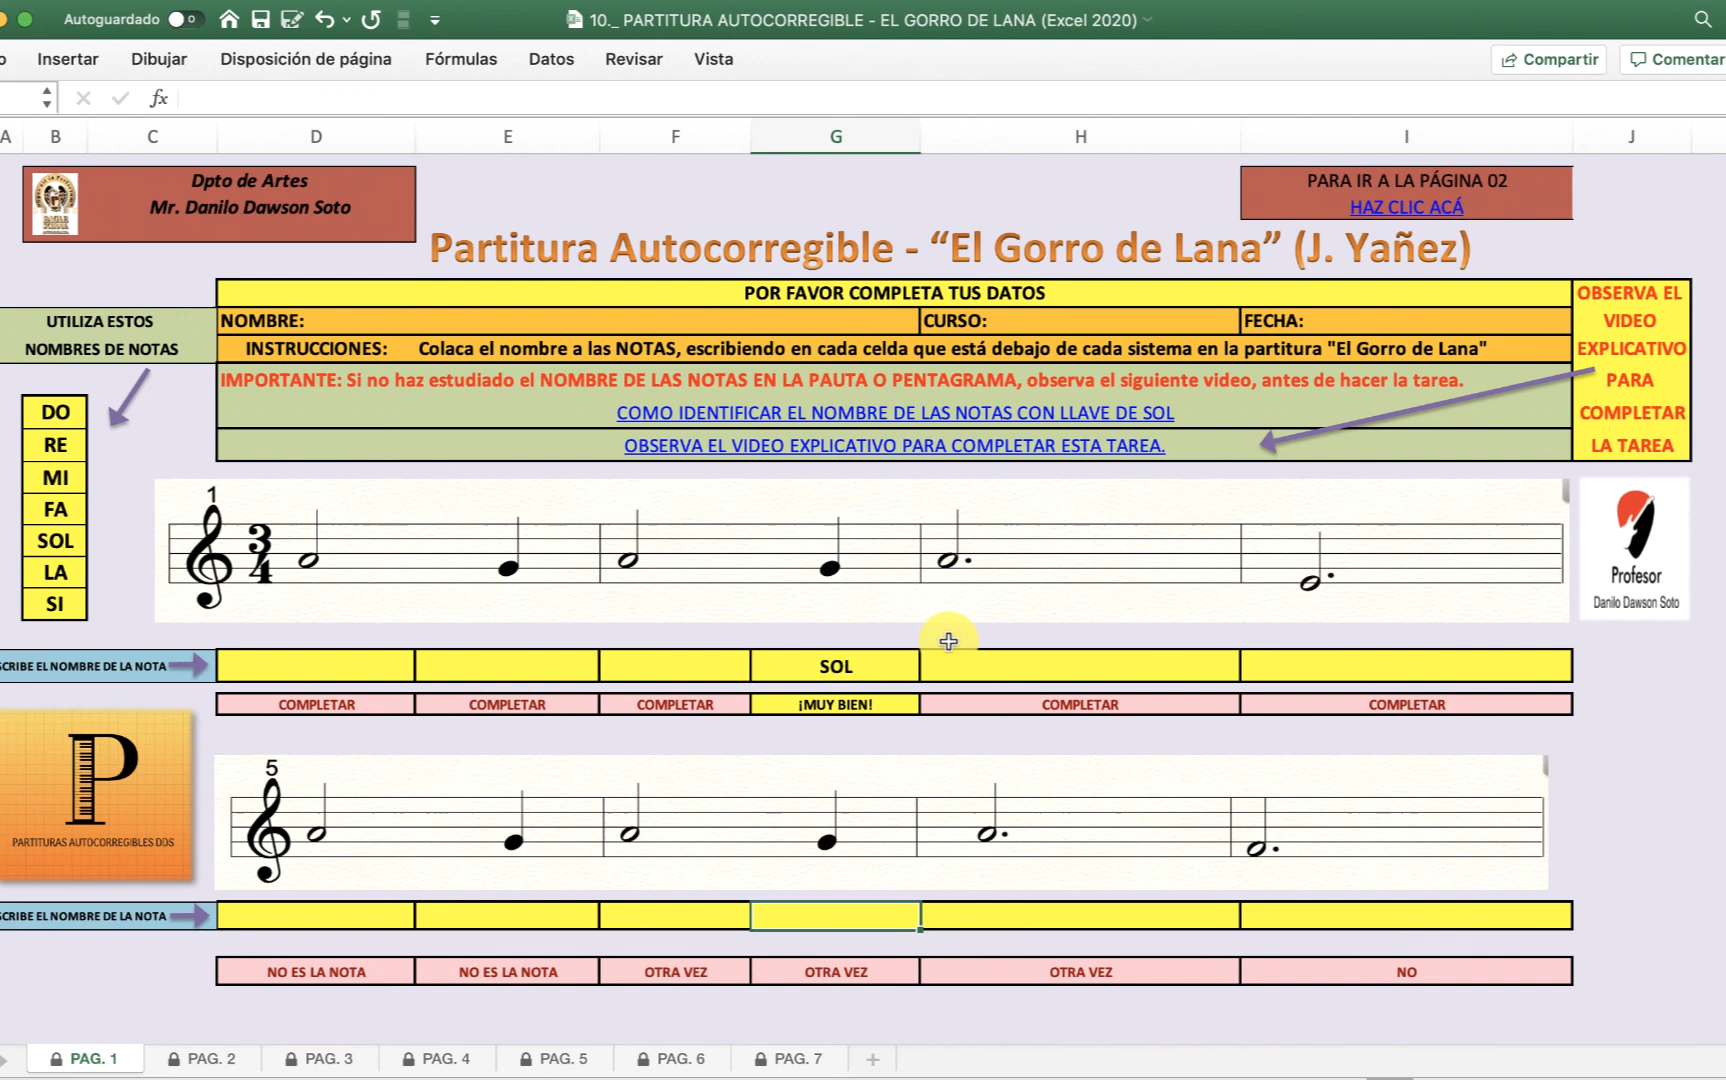 Autoguardado
10._ PARTITURA AUTOCORREGIBLE - EL GORRO DE LANA (Excel 2020)
Insertar Dibujar Disposición de página Fórmulas Datos Revisar Vista Compartir Comentar
fx
A B C D E F G H I J
Dpto de Artes
Mr. Danilo Dawson Soto
PARA IR A LA PÁGINA 02
HAZ CLIC ACÁ
Partitura Autocorregible - “El Gorro de Lana” (J. Yañez)
POR FAVOR COMPLETA TUS DATOS
NOMBRE: CURSO: FECHA:
INSTRUCCIONES: Colaca el nombre a las NOTAS, escribiendo en cada celda que está debajo de cada sistema en la partitura "El Gorro de Lana"
IMPORTANTE: Si no haz estudiado el NOMBRE DE LAS NOTAS EN LA PAUTA O PENTAGRAMA, observa el siguiente video, antes de hacer la tarea.
COMO IDENTIFICAR EL NOMBRE DE LAS NOTAS CON LLAVE DE SOL
OBSERVA EL VIDEO EXPLICATIVO PARA COMPLETAR ESTA TAREA.
OBSERVA EL
VIDEO
EXPLICATIVO
PARA
COMPLETAR
LA TAREA
UTILIZA ESTOS
NOMBRES DE NOTAS
DO
RE
MI
FA
SOL
LA
SI
1
3
4
Profesor
Danilo Dawson Soto
SCRIBE EL NOMBRE DE LA NOTA SOL
COMPLETAR COMPLETAR COMPLETAR ¡MUY BIEN! COMPLETAR COMPLETAR
P
PARTITURAS AUTOCORREGIBLES DDS
5
SCRIBE EL NOMBRE DE LA NOTA
NO ES LA NOTA NO ES LA NOTA OTRA VEZ OTRA VEZ OTRA VEZ NO
PAG. 1 PAG. 2 PAG. 3 PAG. 4 PAG. 5 PAG. 6 PAG. 7